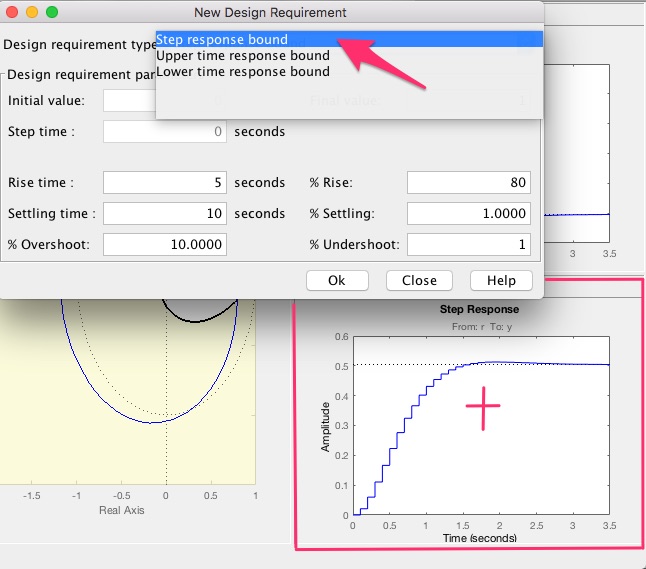 New Design Requirement
Design requirement type
Step response bound
Upper time response bound
Lower time response bound
Design requirement par
Initial value:
Final value
1
Step time :
0
seconds
Rise time :
5
seconds
% Rise:
80
Settling time :
10
seconds
% Settling:
1.0000
% Overshoot:
10.0000
% Undershoot:
1
Ok
Close
Help
3
3.5
-1.5
-1
-0.5
0
0.5
1
Real Axis
Step Response
From: r To: y
0.6
0.5
0.4
0.3
0.2
0.1
0
Amplitude
0
0.5
1
1.5
2
2.5
3
3.5
Time (seconds)